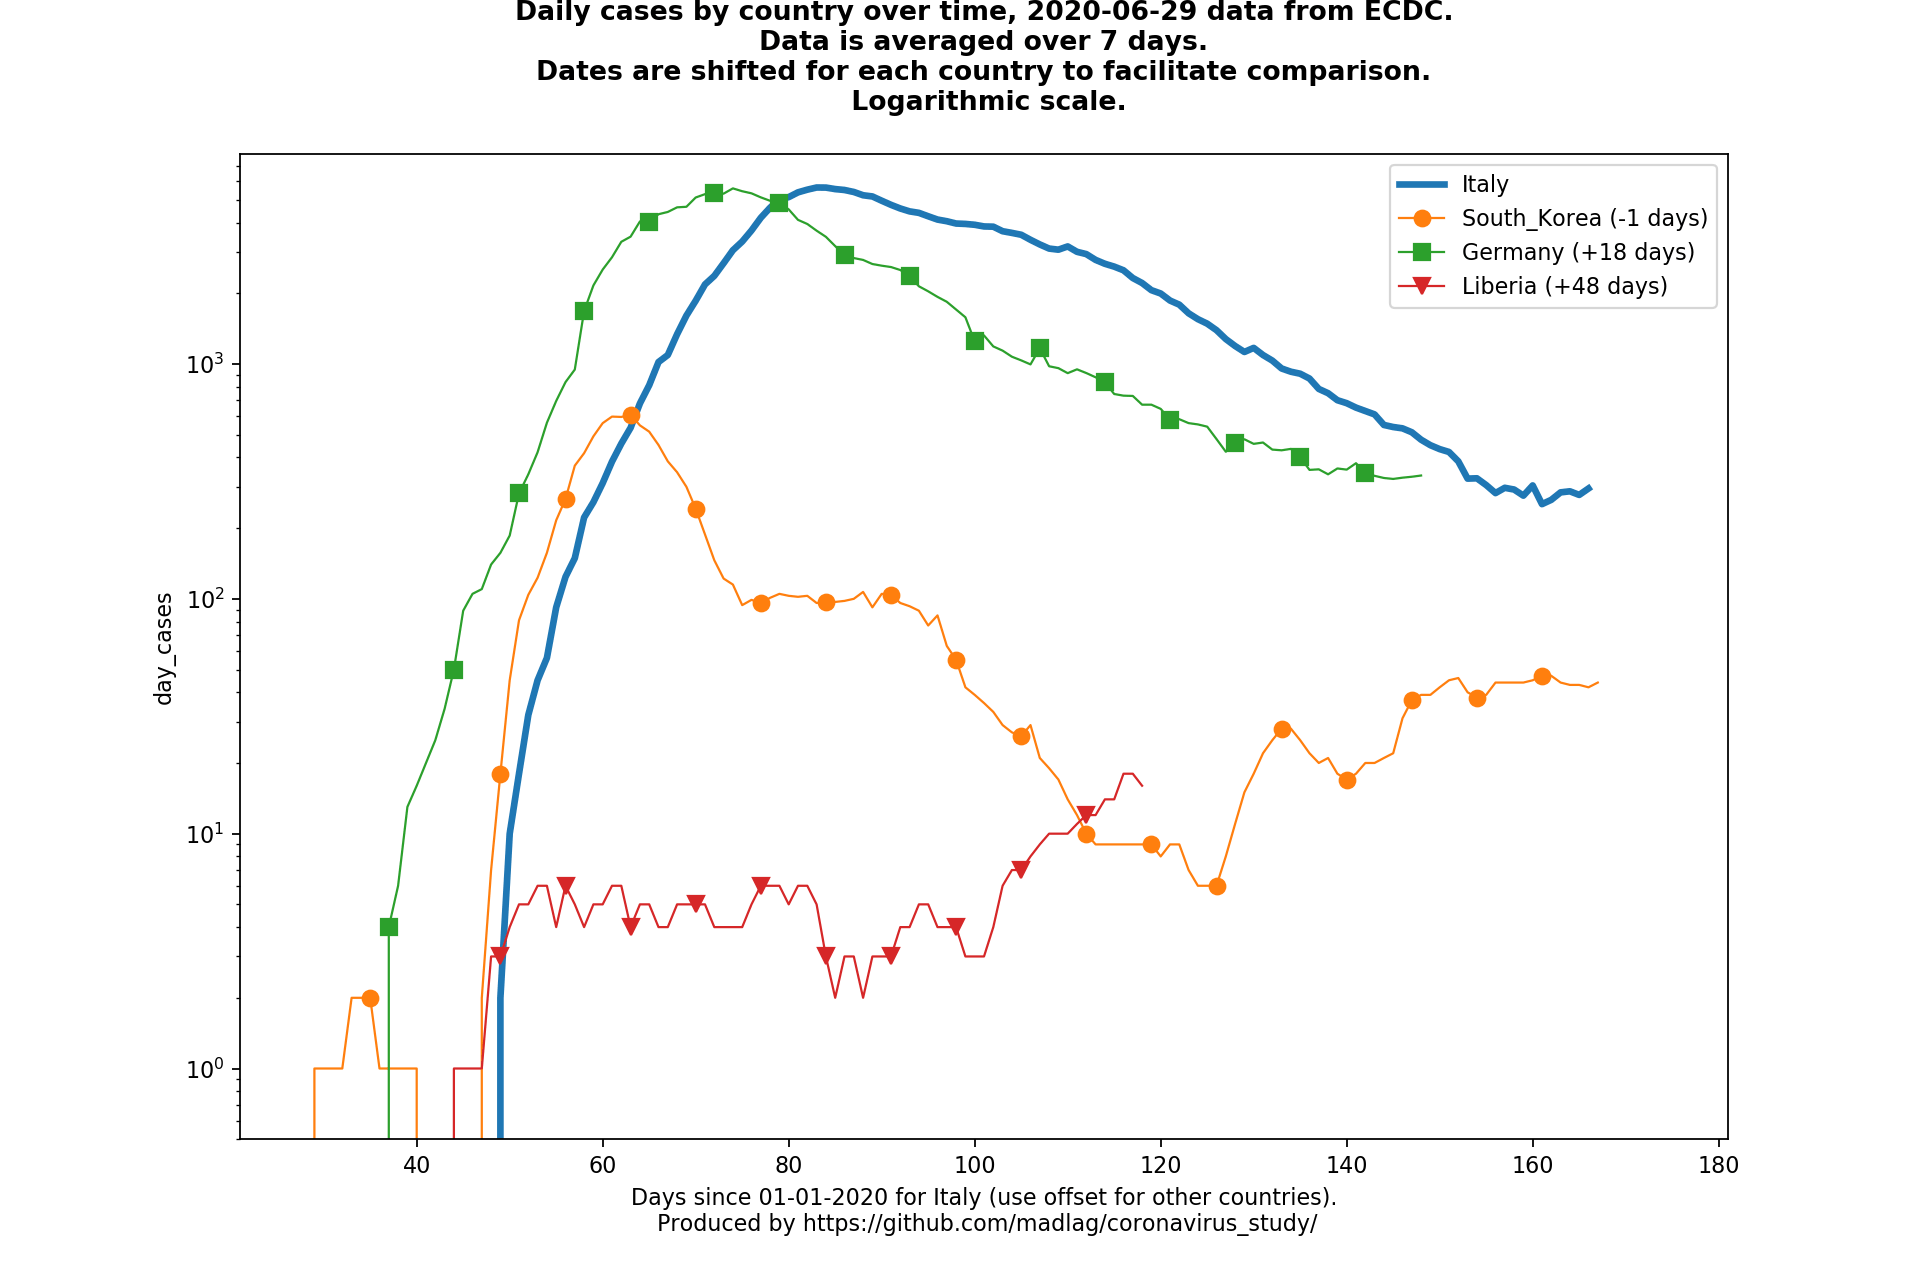 Daily cases by country over time, 2020-06-29 data from ECDC.
Data is averaged over 7 days.
Dates are shifted for each country to facilitate comparison.
Logarithmic scale.
Italy
South_Korea (-1 days)
Germany (+18 days)
Liberia (+48 days)
day_cases
10³
10²
10¹
10⁰
40 60 80 100 120 140 160 180
Days since 01-01-2020 for Italy (use offset for other countries).
Produced by https://github.com/madlag/coronavirus_study/